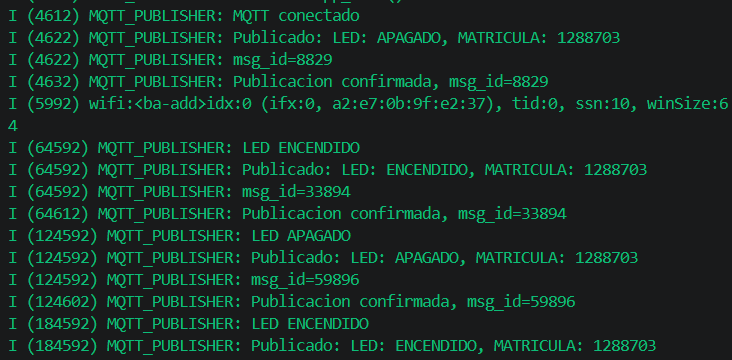 I (4612) MQTT_PUBLISHER: MQTT conectado
I (4622) MQTT_PUBLISHER: Publicado: LED: APAGADO, MATRICULA: 1288703
I (4622) MQTT_PUBLISHER: msg_id=8829
I (4632) MQTT_PUBLISHER: Publicacion confirmada, msg_id=8829
I (5992) wifi:<ba-add>idx:0 (ifx:0, a2:e7:0b:9f:e2:37), tid:0, ssn:10, winSize:6
4
I (64592) MQTT_PUBLISHER: LED ENCENDIDO
I (64592) MQTT_PUBLISHER: Publicado: LED: ENCENDIDO, MATRICULA: 1288703
I (64592) MQTT_PUBLISHER: msg_id=33894
I (64612) MQTT_PUBLISHER: Publicacion confirmada, msg_id=33894
I (124592) MQTT_PUBLISHER: LED APAGADO
I (124592) MQTT_PUBLISHER: Publicado: LED: APAGADO, MATRICULA: 1288703
I (124592) MQTT_PUBLISHER: msg_id=59896
I (124602) MQTT_PUBLISHER: Publicacion confirmada, msg_id=59896
I (184592) MQTT_PUBLISHER: LED ENCENDIDO
I (184592) MQTT_PUBLISHER: Publicado: LED: ENCENDIDO, MATRICULA: 1288703